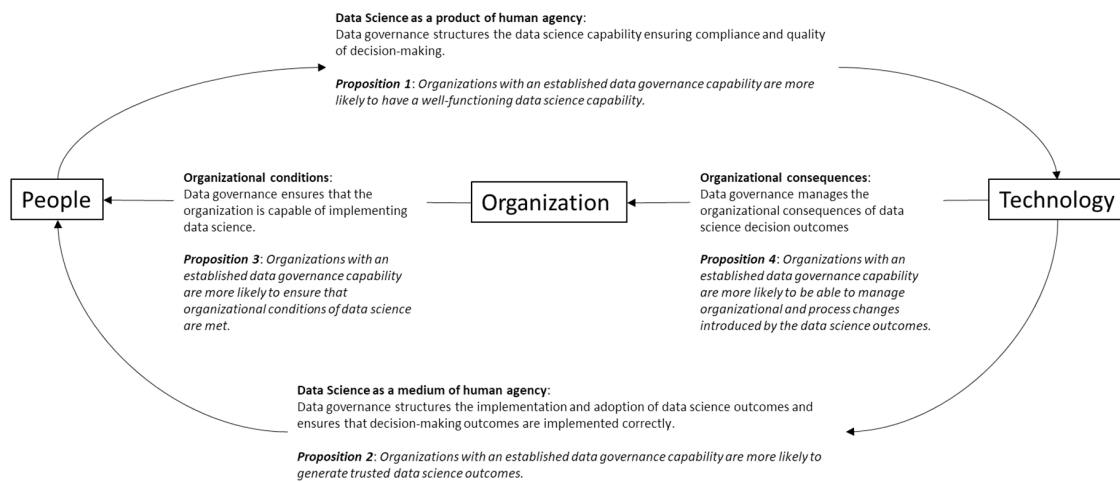 Data Science as a product of human agency:
Data governance structures the data science capability ensuring compliance and quality
of decision-making.
Proposition 1: Organizations with an established data governance capability are more
likely to have a well-functioning data science capability.
People
Organizational conditions:
Data governance ensures that the
organization is capable of implementing
data science.
Proposition 3: Organizations with an
established data governance capability
are more likely to ensure that
organizational conditions of data science
are met.
Organization
Organizational consequences:
Data governance manages the
organizational consequences of data
science decision outcomes
Proposition 4: Organizations with an
established data governance capability
are more likely to be able to manage
organizational and process changes
introduced by the data science outcomes.
Technology
Data Science as a medium of human agency:
Data governance structures the implementation and adoption of data science outcomes and
ensures that decision-making outcomes are implemented correctly.
Proposition 2: Organizations with an established data governance capability are more likely to
generate trusted data science outcomes.